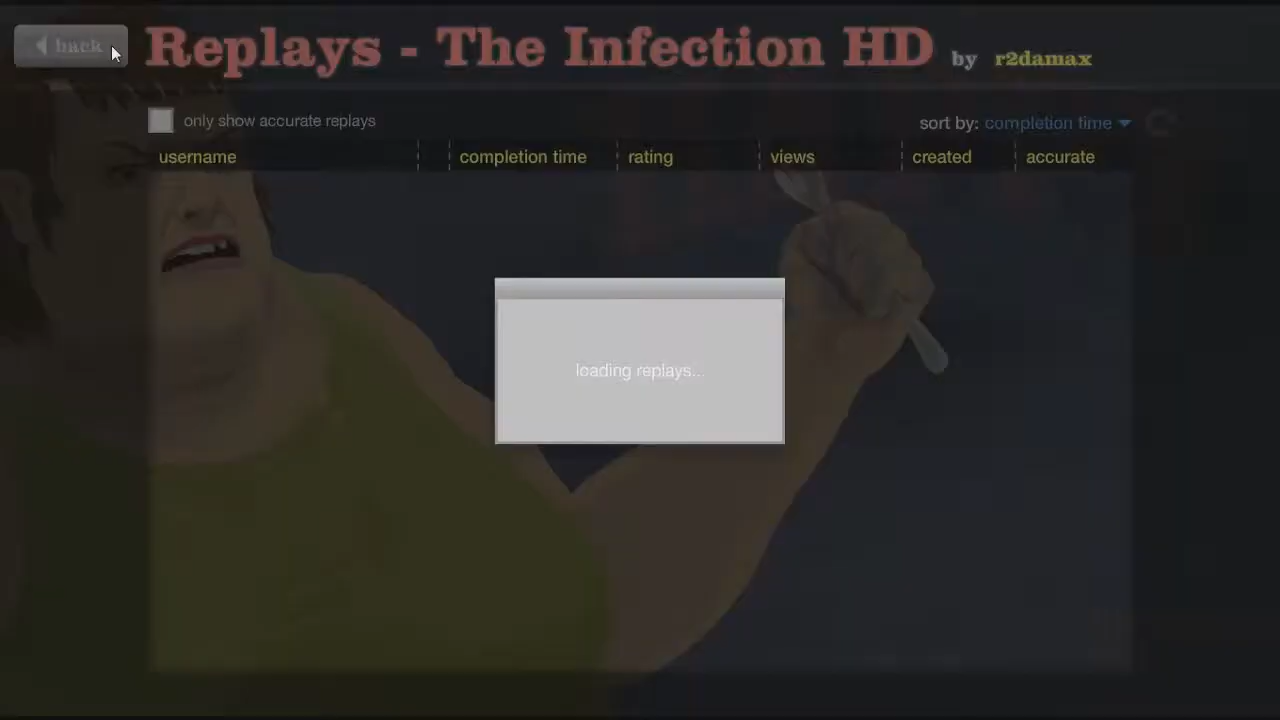 back
Replays - The Infection HD by r2damax
only show accurate replays
sort by: completion time
username completion time rating views created accurate
loading replays...